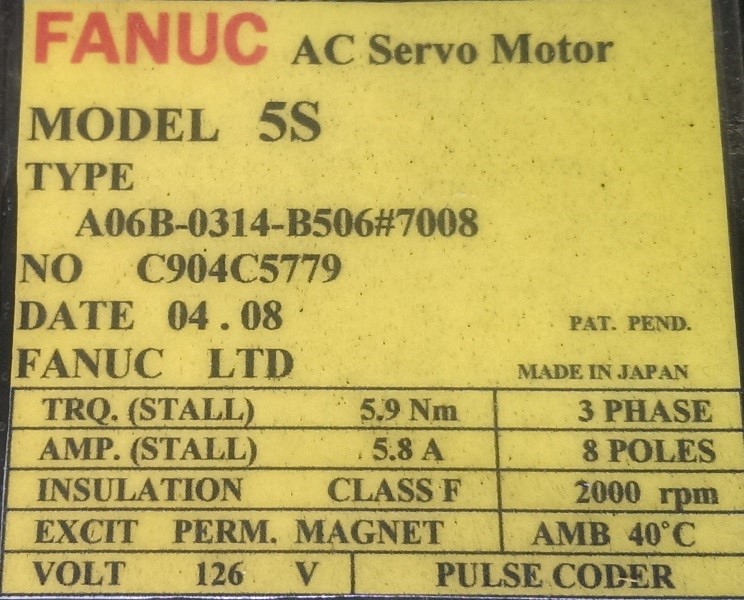 FANUC AC Servo Motor
MODEL 5S
TYPE
A06B-0314-B506#7008
NO C904C5779
DATE 04.08 PAT. PEND.
FANUC LTD MADE IN JAPAN
TRQ. (STALL) 5.9 Nm 3 PHASE
AMP. (STALL) 5.8 A 8 POLES
INSULATION CLASS F 2000 rpm
EXCIT PERM. MAGNET AMB 40°C
VOLT 126 V PULSE CODER